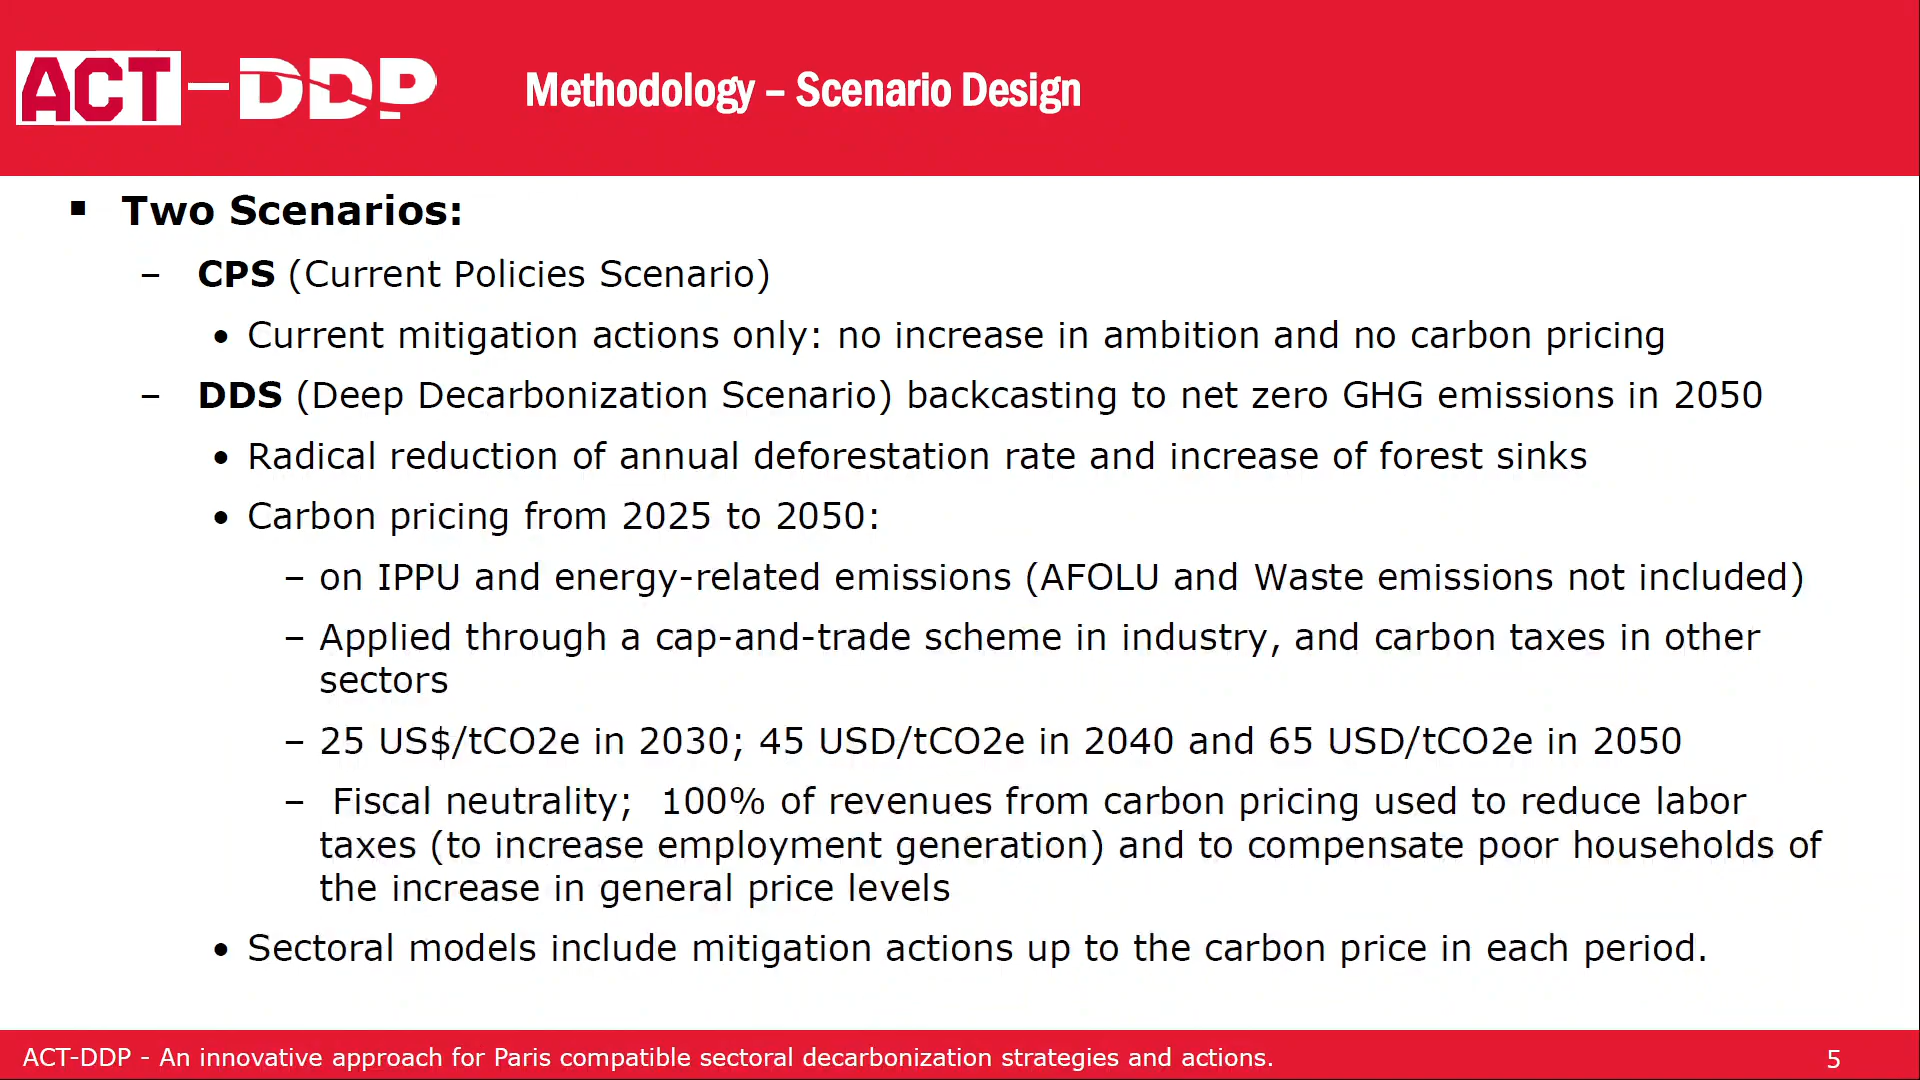 ACT-DDP
Methodology – Scenario Design
▪ Two Scenarios:
– CPS (Current Policies Scenario)
• Current mitigation actions only: no increase in ambition and no carbon pricing
– DDS (Deep Decarbonization Scenario) backcasting to net zero GHG emissions in 2050
• Radical reduction of annual deforestation rate and increase of forest sinks
• Carbon pricing from 2025 to 2050:
– on IPPU and energy-related emissions (AFOLU and Waste emissions not included)
– Applied through a cap-and-trade scheme in industry, and carbon taxes in other
sectors
– 25 US$/tCO2e in 2030; 45 USD/tCO2e in 2040 and 65 USD/tCO2e in 2050
– Fiscal neutrality; 100% of revenues from carbon pricing used to reduce labor
taxes (to increase employment generation) and to compensate poor households of
the increase in general price levels
• Sectoral models include mitigation actions up to the carbon price in each period.
ACT-DDP - An innovative approach for Paris compatible sectoral decarbonization strategies and actions.
5